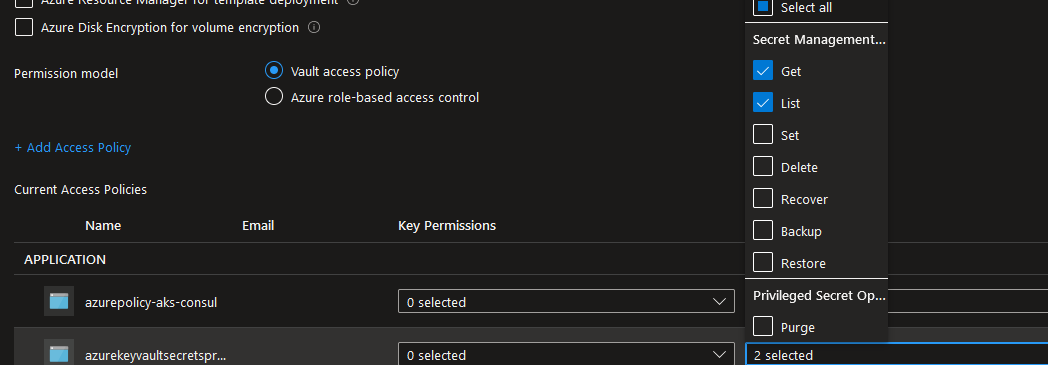 Azure Resource Manager for template deployment
Select all
Azure Disk Encryption for volume encryption
Secret Management...
Permission model
Vault access policy
Get
Azure role-based access control
List
Set
+ Add Access Policy
Delete
Current Access Policies
Recover
Name Email Key Permissions
Backup
APPLICATION
Restore
azurepolicy-aks-consul
0 selected
Privileged Secret Op...
Purge
azurekeyvaultsecretspr...
0 selected
2 selected